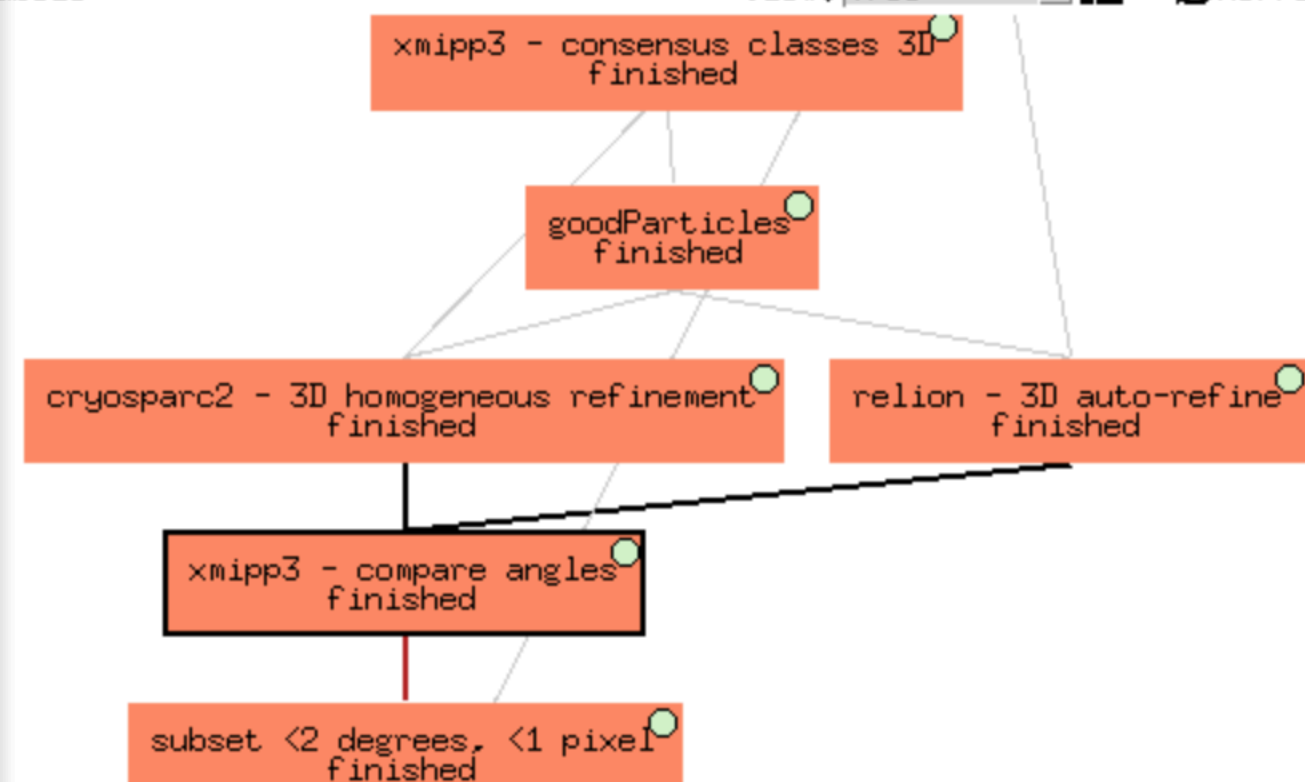 xmipp3 - consensus classes 3D
finished
goodParticles
finished
cryosparc2 - 3D homogeneous refinement
finished
relion - 3D auto-refine
finished
xmipp3 - compare angles
finished
subset <2 degrees, <1 pixel
finished